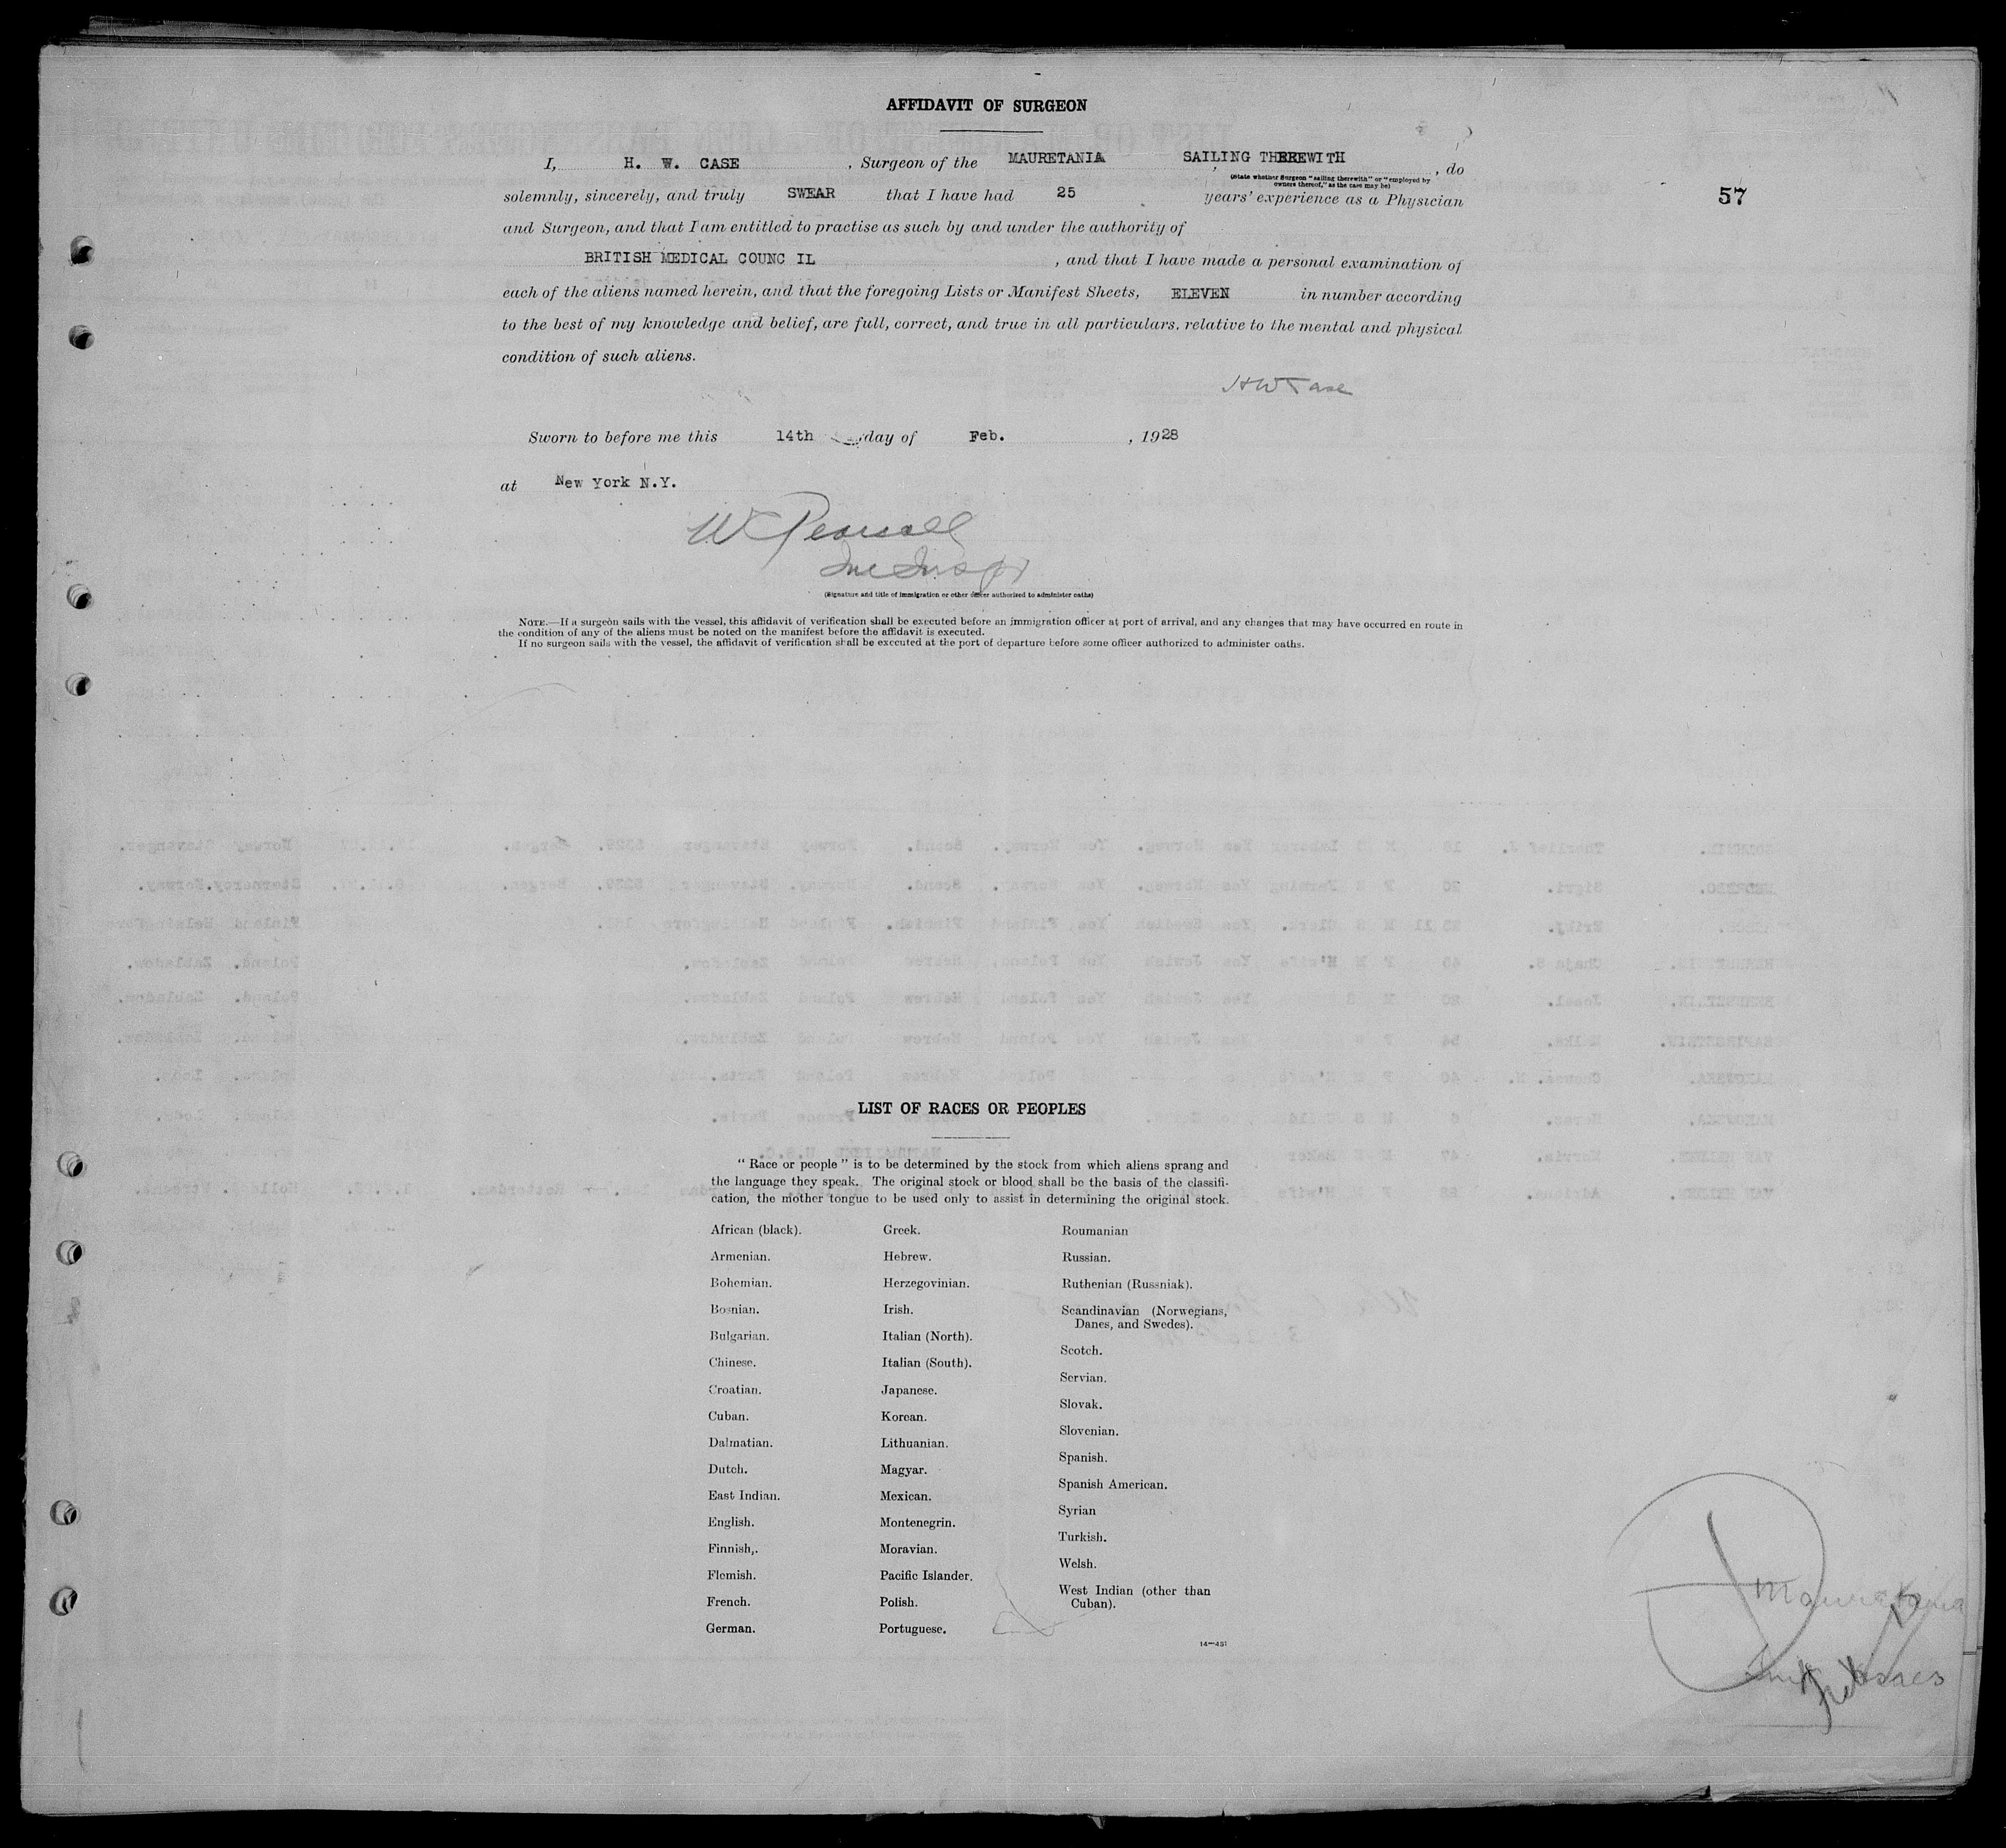 AFFIDAVIT OF SURGEON
I, H. W. CASE , Surgeon of the MAURETANIA , SAILING THEREWITH , do
(State whether Surgeon "sailing therewith" or "employed by
owners thereof," as the case may be)
solemnly, sincerely, and truly SWEAR that I have had 25 years' experience as a Physician
57
and Surgeon, and that I am entitled to practise as such by and under the authority of
BRITISH MEDICAL COUNC IL , and that I have made a personal examination of
each of the aliens named herein, and that the foregoing Lists or Manifest Sheets, ELEVEN in number according
to the best of my knowledge and belief, are full, correct, and true in all particulars. relative to the mental and physical
condition of such aliens.
HW Case
Sworn to before me this 14th day of Feb. , 1928
at New York N.Y.
W Pearsall
(Signature and title of immigration or other officer authorized to administer oaths)
NOTE.—If a surgeon sails with the vessel, this affidavit of verification shall be executed before an immigration officer at port of arrival, and any changes that may have occurred en route in
the condition of any of the aliens must be noted on the manifest before the affidavit is executed.
If no surgeon sails with the vessel, the affidavit of verification shall be executed at the port of departure before some officer authorized to administer oaths.
LIST OF RACES OR PEOPLES
"Race or people" is to be determined by the stock from which aliens sprang and
the language they speak. The original stock or blood shall be the basis of the classifi-
cation, the mother tongue to be used only to assist in determining the original stock.
African (black).
Armenian.
Bohemian.
Bosnian.
Bulgarian.
Chinese.
Croatian.
Cuban.
Dalmatian.
Dutch.
East Indian.
English.
Finnish,.
Flemish.
French.
German.
Greek.
Hebrew.
Herzegovinian.
Irish.
Italian (North).
Italian (South).
Japanese.
Korean.
Lithuanian.
Magyar.
Mexican.
Montenegrin.
Moravian.
Pacific Islander.
Polish.
Portuguese.
Roumanian
Russian.
Ruthenian (Russniak).
Scandinavian (Norwegians,
Danes, and Swedes).
Scotch.
Servian.
Slovak.
Slovenian.
Spanish.
Spanish American.
Syrian
Turkish.
Welsh.
West Indian (other than
Cuban).
14—431
Mauretania